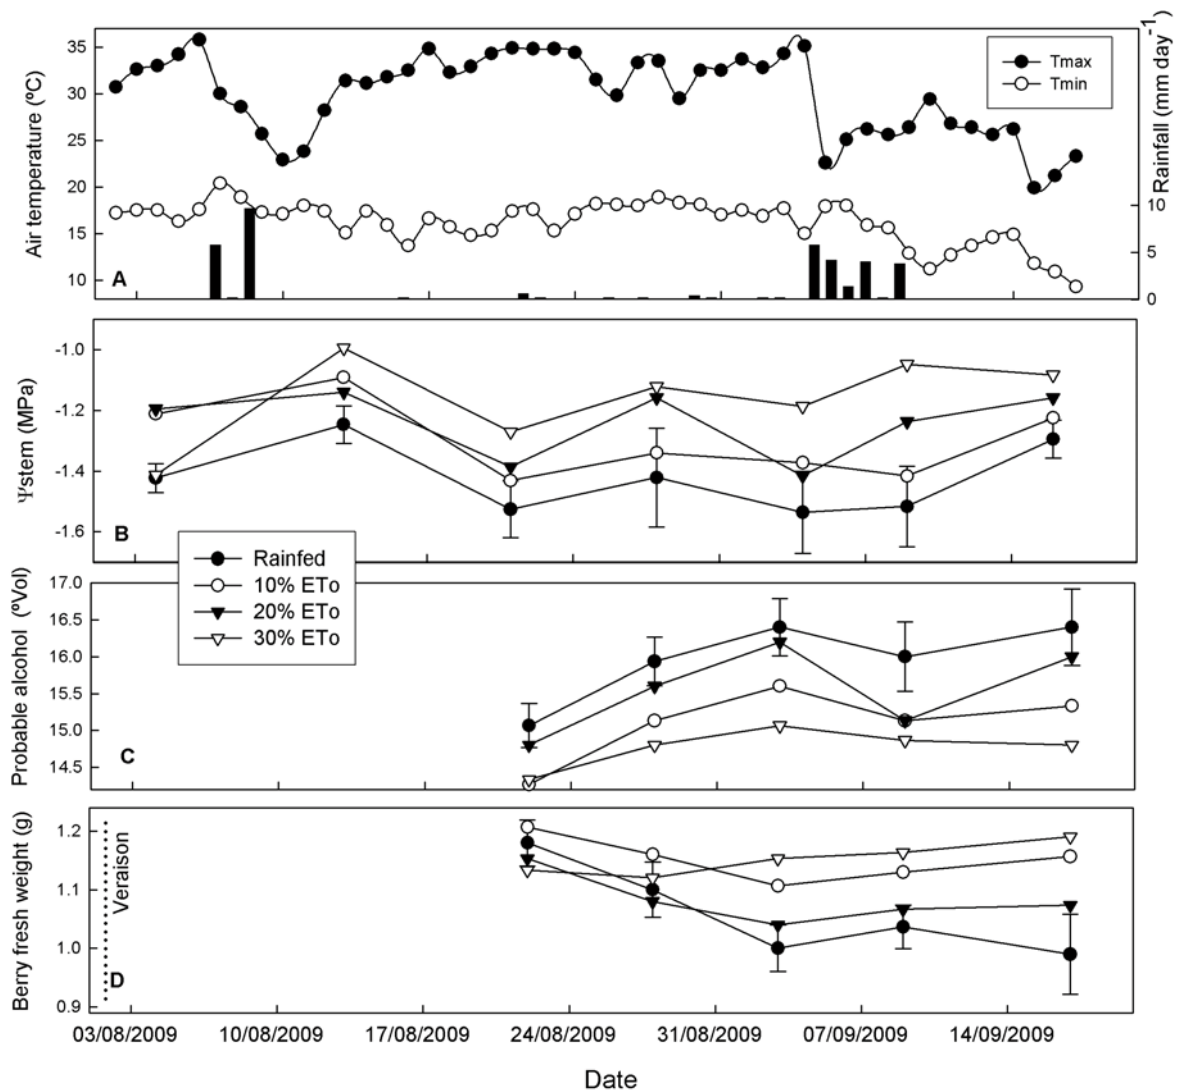 Air temperature (ºC)
35
30
25
20
15
10
A
Tmax
Tmin
Rainfall (mm day-1)
10
5
0
Ψstem (MPa)
-1.0
-1.2
-1.4
-1.6
B
Rainfed
10% ETo
20% ETo
30% ETo
Probable alcohol (ºVol)
17.0
16.5
16.0
15.5
15.0
14.5
C
Berry fresh weight (g)
1.2
1.1
1.0
0.9
Veraison
D
03/08/2009 10/08/2009 17/08/2009 24/08/2009 31/08/2009 07/09/2009 14/09/2009
Date